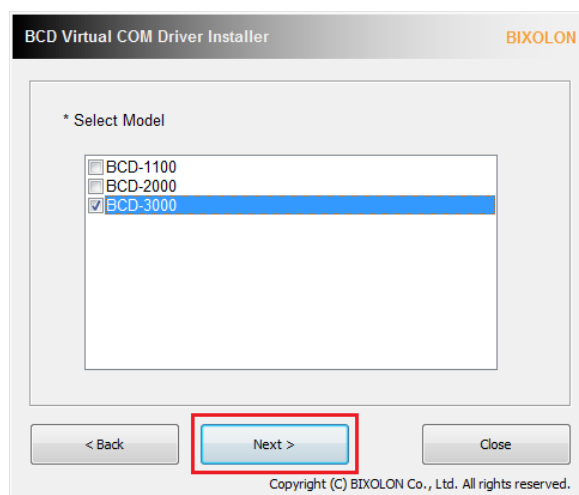 BCD Virtual COM Driver Installer BIXOLON
* Select Model
BCD-1100
BCD-2000
BCD-3000
< Back Next > Close
Copyright (C) BIXOLON Co., Ltd. All rights reserved.